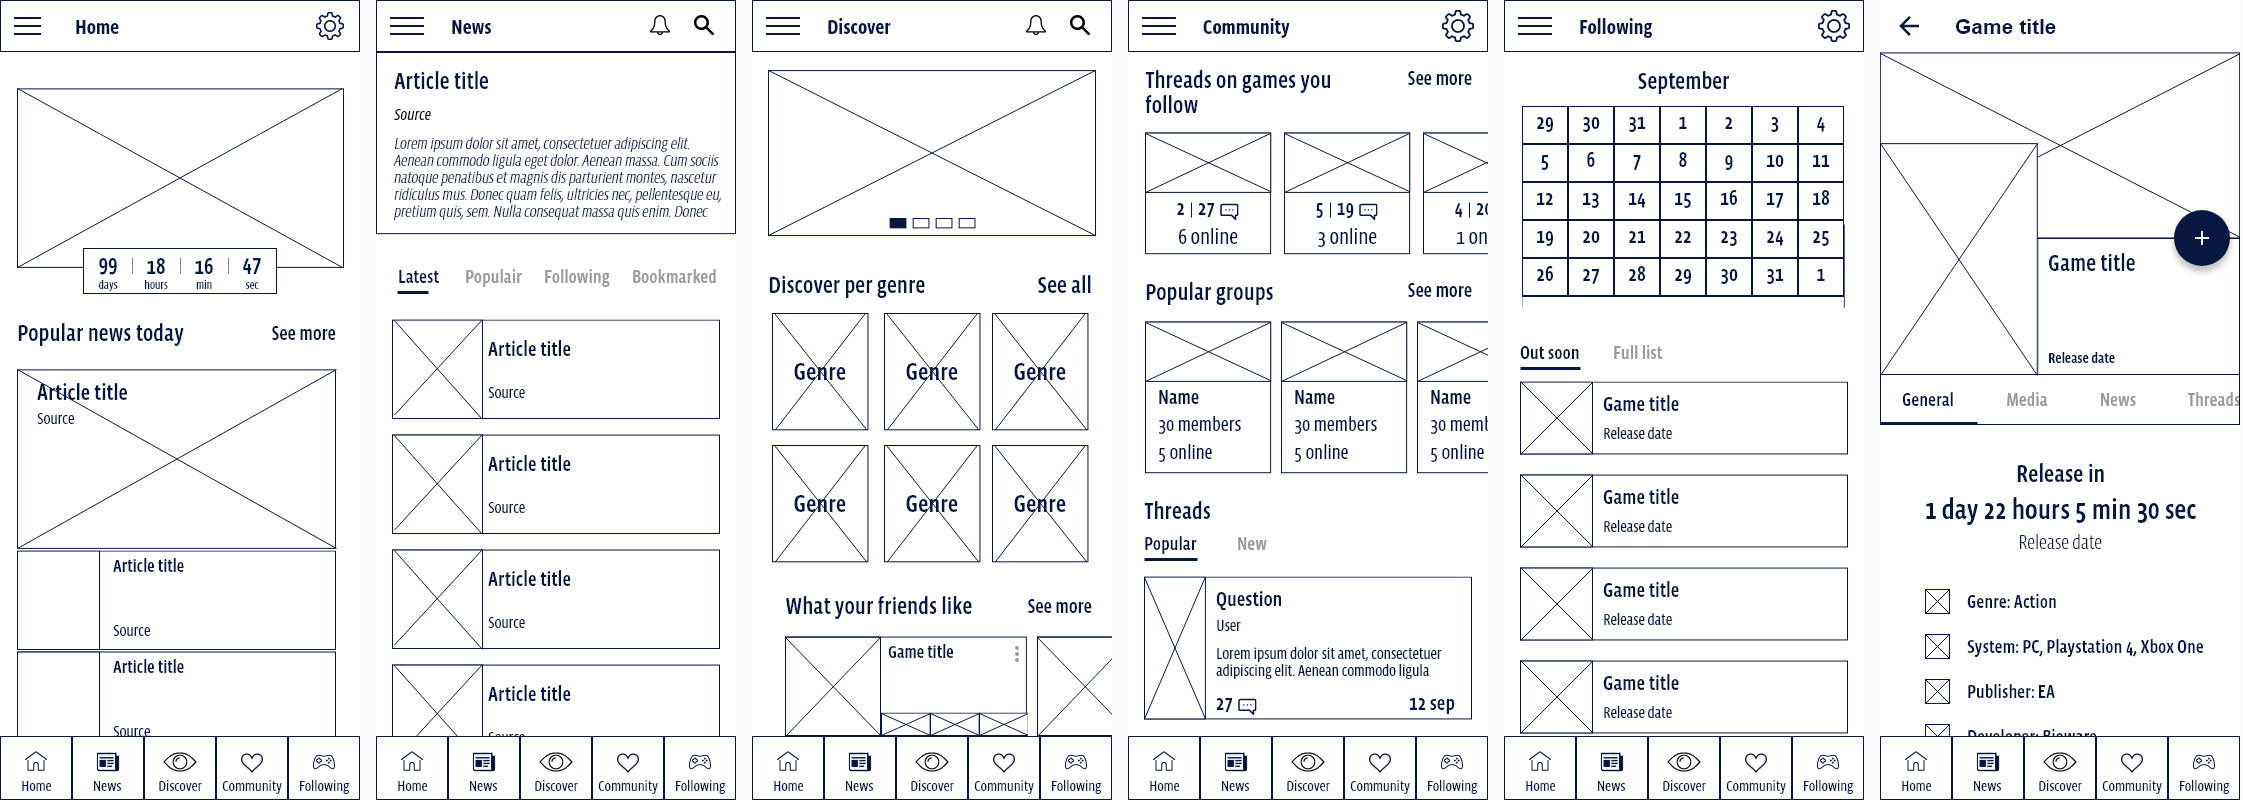 Home
99 18 16 47
days hours min sec
Popular news today See more
Article title
Source
Article title
Source
Article title
Source
Home News Discover Community Following
News
Article title
Source
Lorem ipsum dolor sit amet, consectetuer adipiscing elit.
Aenean commodo ligula eget dolor. Aenean massa. Cum sociis
natoque penatibus et magnis dis parturient montes, nascetur
ridiculus mus. Donec quam felis, ultricies nec, pellentesque eu,
pretium quis, sem. Nulla consequat massa quis enim. Donec
Latest Populair Following Bookmarked
Article title
Source
Article title
Source
Article title
Source
Article title
Source
Home News Discover Community Following
Discover
Discover per genre See all
Genre Genre Genre
Genre Genre Genre
What your friends like See more
Game title
Home News Discover Community Following
Community
Threads on games you See more
follow
2 | 27 5 | 19 4 | 20
6 online 3 online 1 on
Popular groups See more
Name Name Name
30 members 30 members 30 memb
5 online 5 online 5 online
Threads
Popular New
Question
User
Lorem ipsum dolor sit amet, consectetuer
adipiscing elit. Aenean commodo ligula
27 12 sep
Home News Discover Community Following
Following
September
29 30 31 1 2 3 4
5 6 7 8 9 10 11
12 13 14 15 16 17 18
19 20 21 22 23 24 25
26 27 28 29 30 31 1
Out soon Full list
Game title
Release date
Game title
Release date
Game title
Release date
Game title
Release date
Home News Discover Community Following
Game title
Game title
Release date
General Media News Threads
Release in
1 day 22 hours 5 min 30 sec
Release date
Genre: Action
System: PC, Playstation 4, Xbox One
Publisher: EA
Developer: Bioware
Home News Discover Community Following